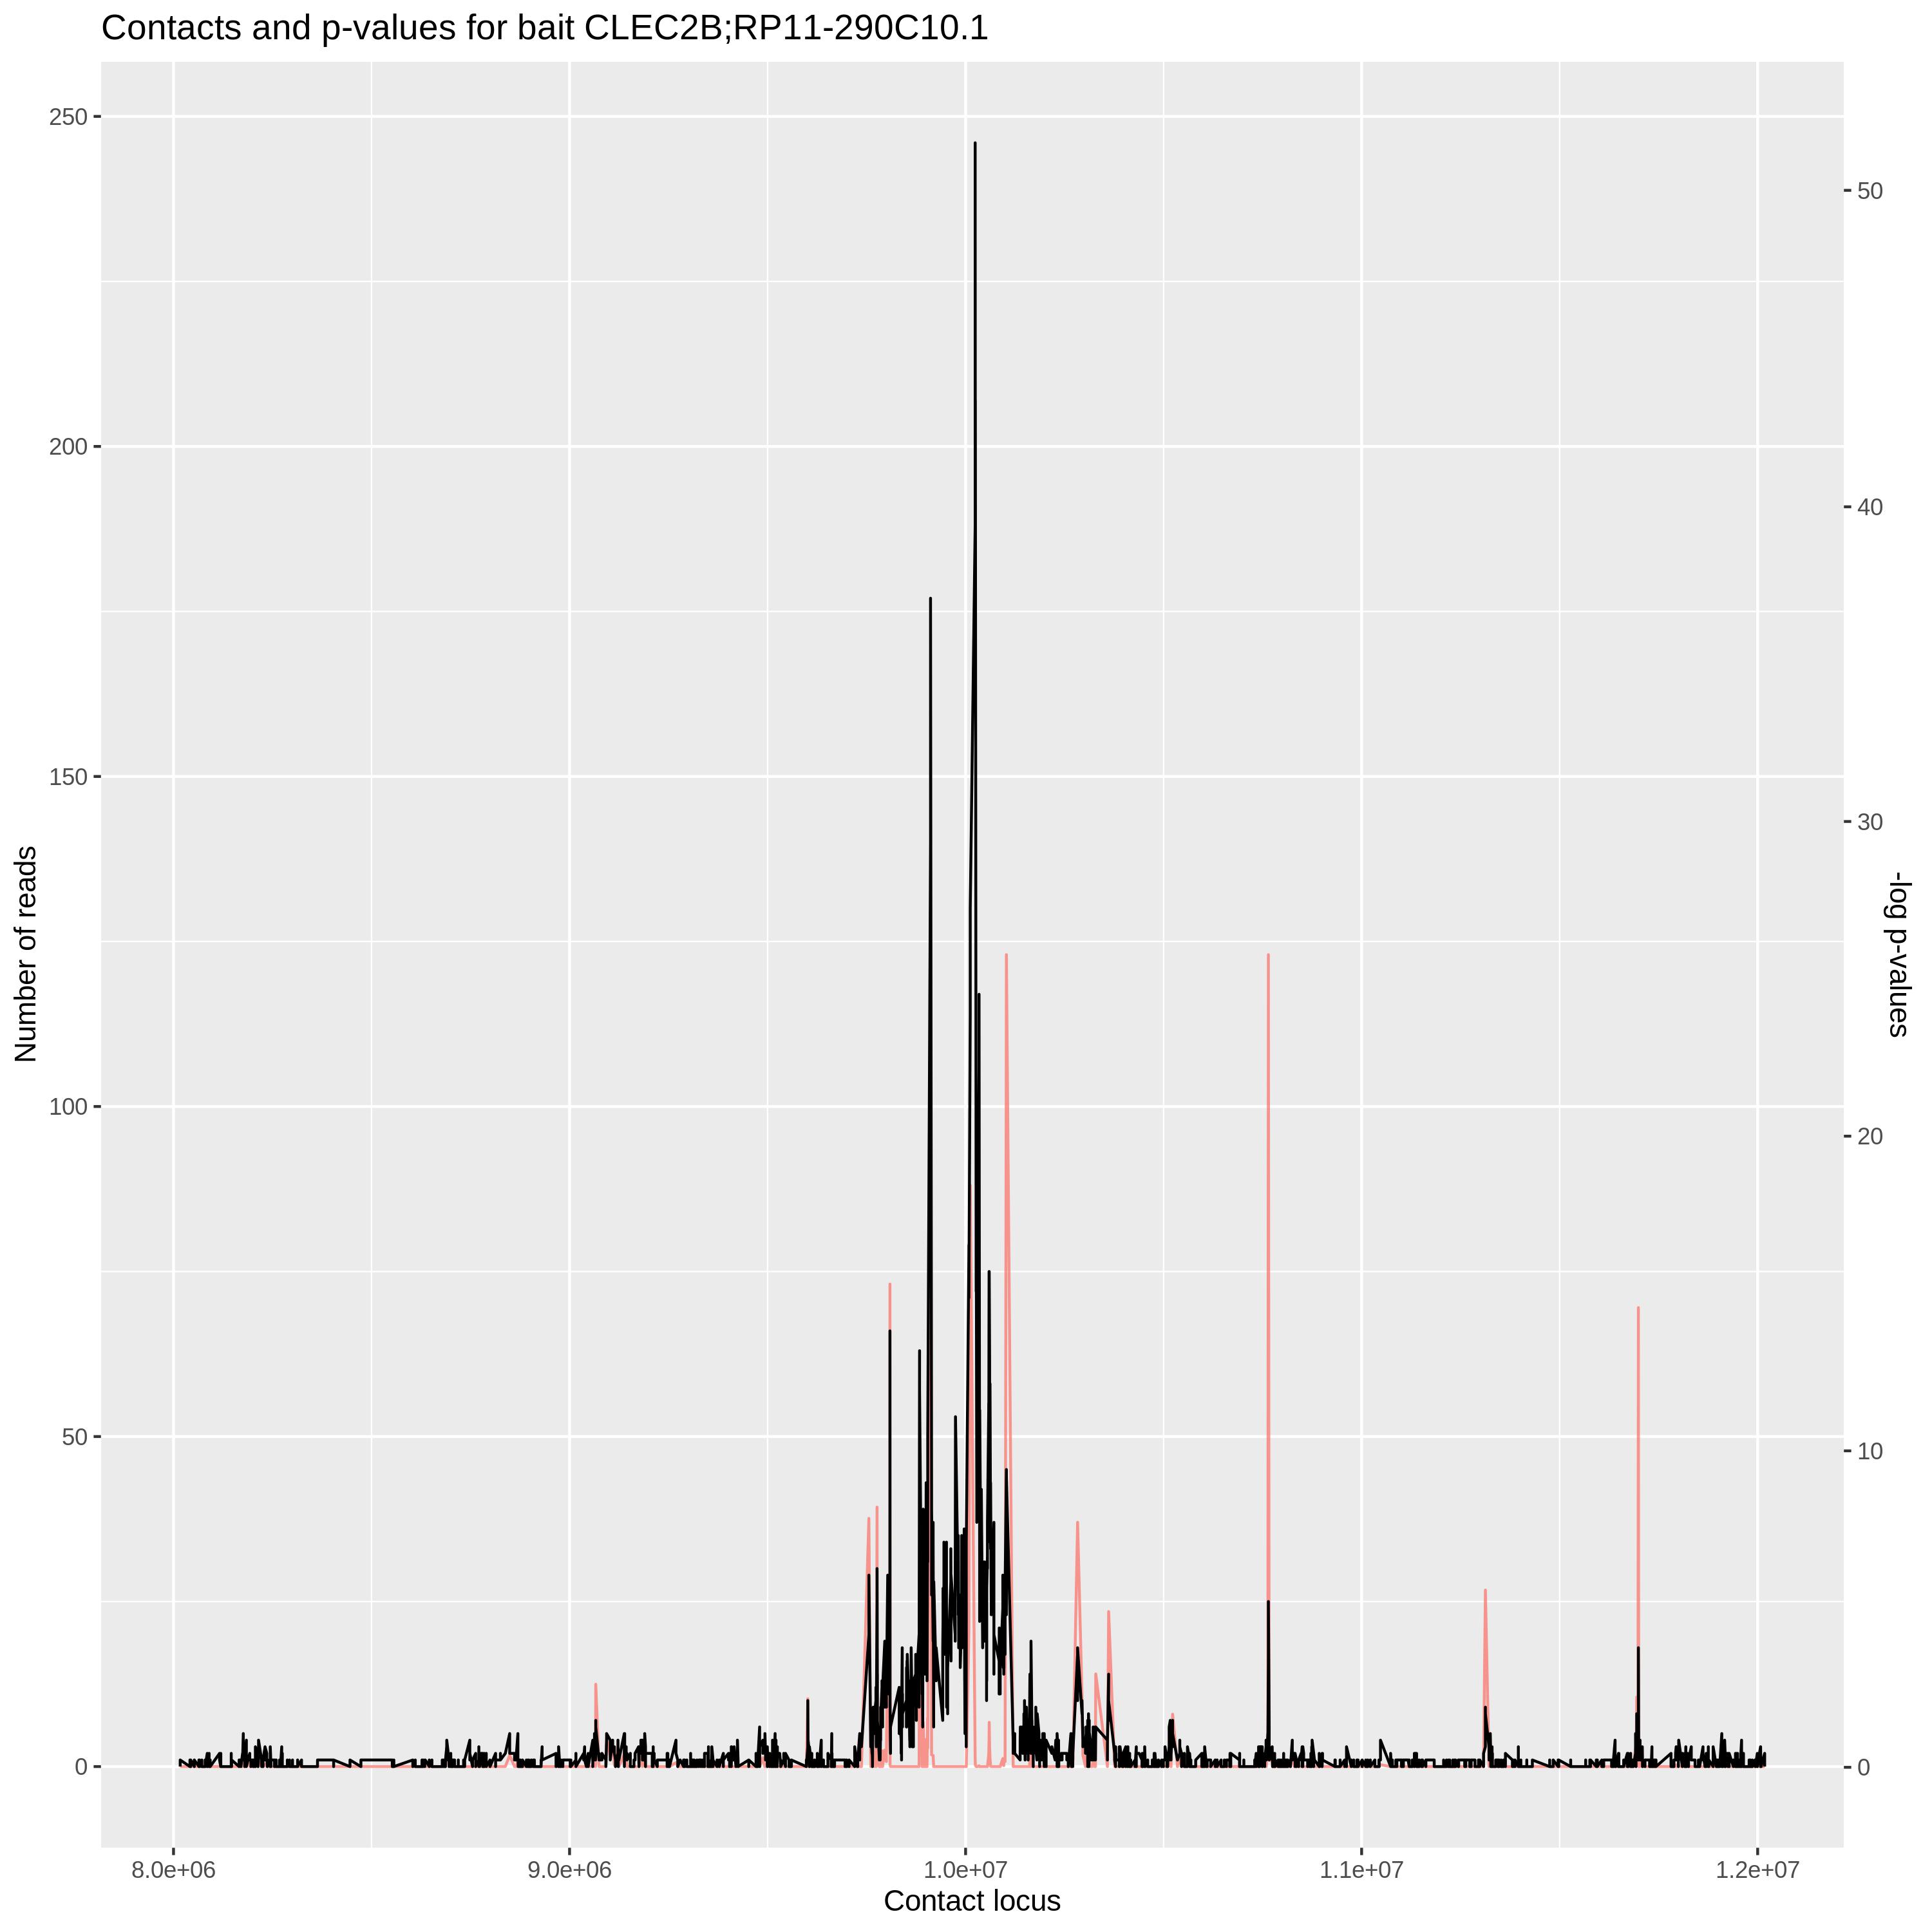 Contacts and p-values for bait CLEC2B;RP11-290C10.1
250
200
150
100
50
0
Number of reads
50
40
30
20
10
0
-log p-values
8.0e+06 9.0e+06 1.0e+07 1.1e+07 1.2e+07
Contact locus